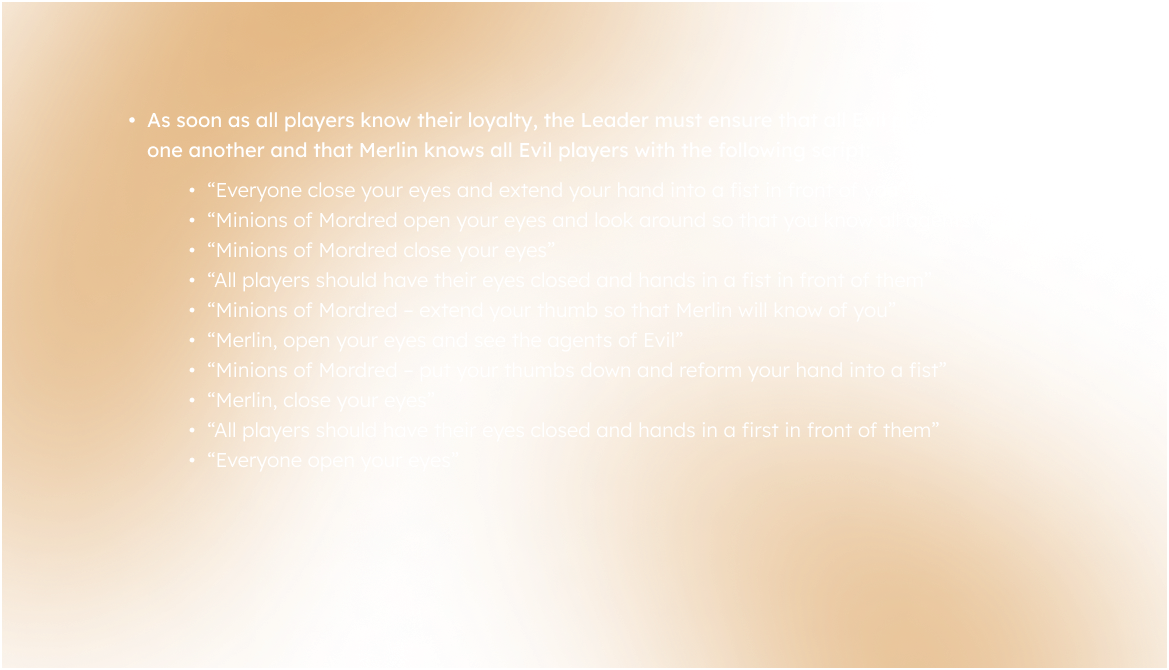 • As soon as all players know their loyalty, the Leader must ensure that all
one another and that Merlin knows all Evil players with the following script:
• “Everyone close your eyes and extend your hand into a fist in front
• “Minions of Mordred open your eyes and look around so that you know all
• “Minions of Mordred close your eyes”
• “All players should have their eyes closed and hands in a fist in front of them”
• “Minions of Mordred – extend your thumb so that Merlin will know of you”
• “Merlin, open your eyes and see the agents of Evil”
• “Minions of Mordred – put your thumbs down and reform your hand into a fist”
• “Merlin, close your eyes”
• “All players should have their eyes closed and hands in a first in front of them”
• “Everyone open your eyes”